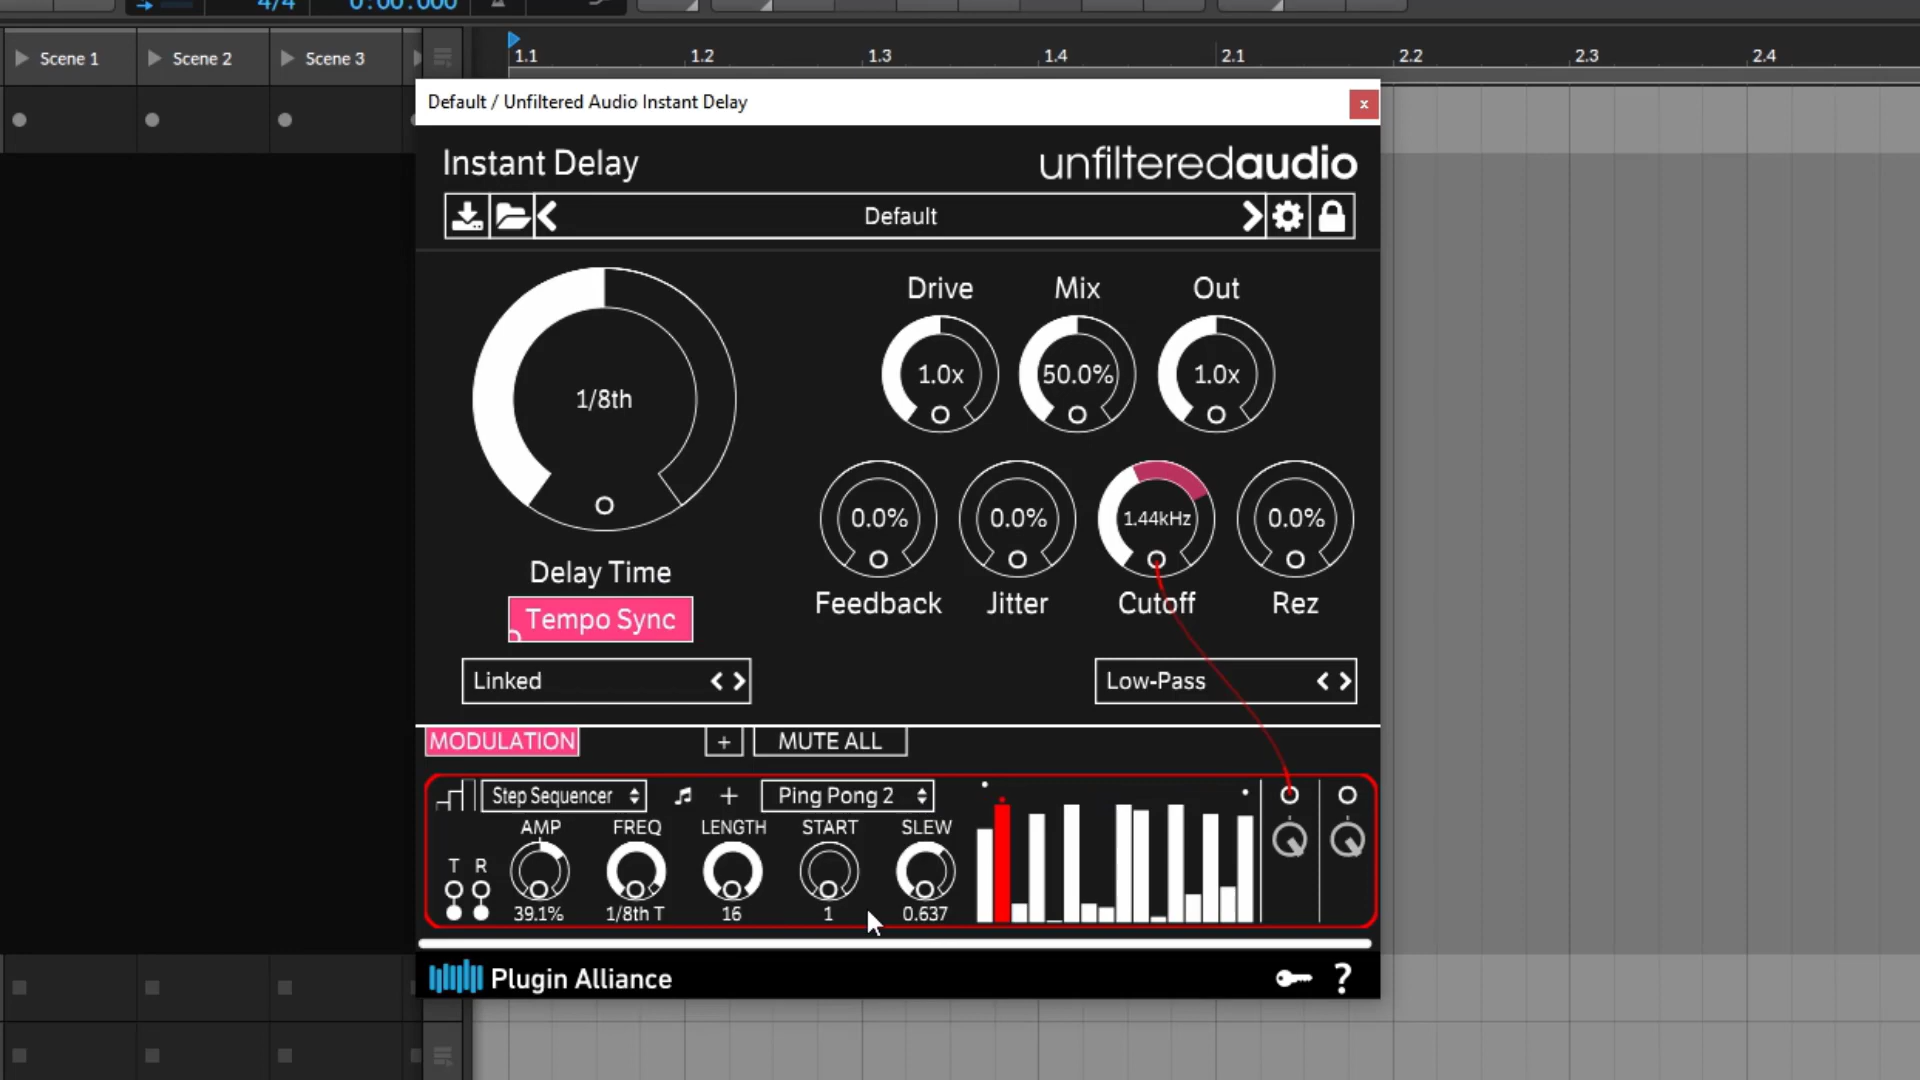 4/4 0:00.000
Scene 1 Scene 2 Scene 3
1.1 1.2 1.3 1.4 2.1 2.2 2.3 2.4
Default / Unfiltered Audio Instant Delay x
Instant Delay unfilteredaudio
Default
Drive Mix Out
1.0x 50.0% 1.0x
1/8th
0.0% 0.0% 1.44kHz 0.0%
Delay Time
Feedback Jitter Cutoff Rez
Tempo Sync
Linked Low-Pass
MODULATION + MUTE ALL
Step Sequencer + Ping Pong 2
AMP FREQ LENGTH START SLEW
T R
39.1% 1/8th T 16 1 0.637
Plugin Alliance ?